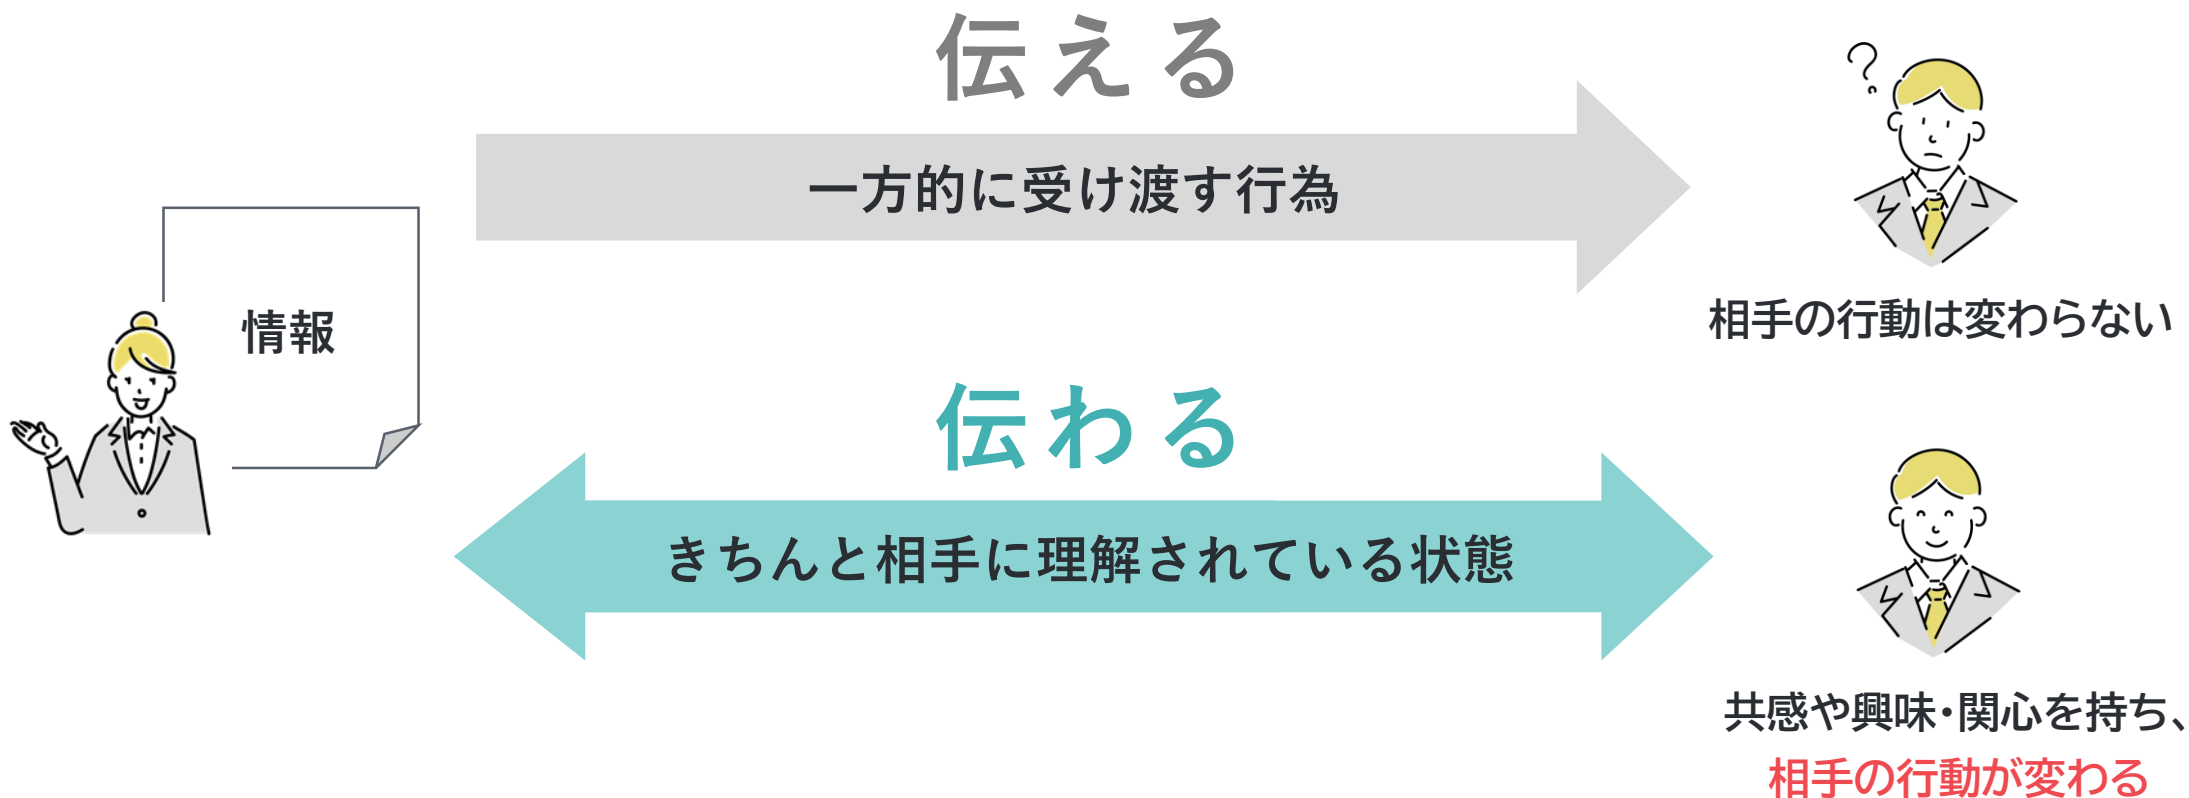 伝える
一方的に受け渡す行為
情報
相手の行動は変わらない
伝わる
きちんと相手に理解されている状態
共感や興味・関心を持ち、
相手の行動が変わる